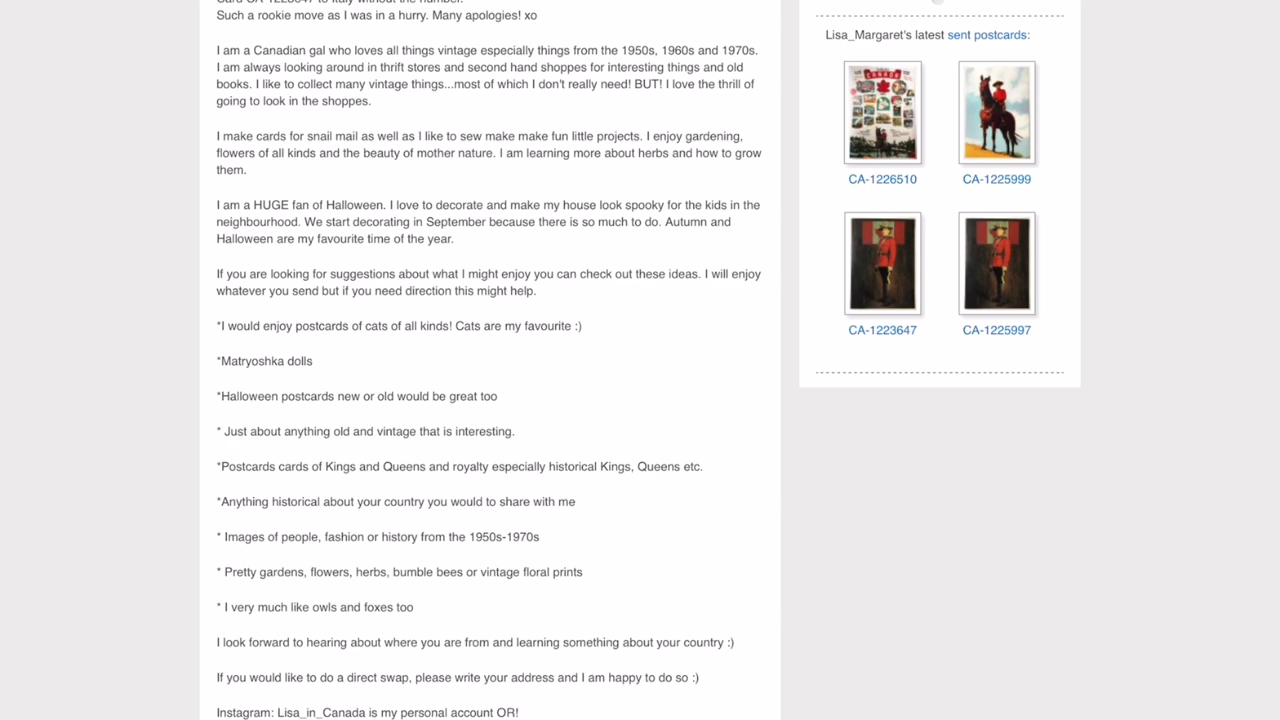 Such a rookie move as I was in a hurry. Many apologies! xo
I am a Canadian gal who loves all things vintage especially things from the 1950s, 1960s and 1970s.
I am always looking around in thrift stores and second hand shoppes for interesting things and old
books. I like to collect many vintage things...most of which I don't really need! BUT! I love the thrill of
going to look in the shoppes.
I make cards for snail mail as well as I like to sew make make fun little projects. I enjoy gardening,
flowers of all kinds and the beauty of mother nature. I am learning more about herbs and how to grow
them.
I am a HUGE fan of Halloween. I love to decorate and make my house look spooky for the kids in the
neighbourhood. We start decorating in September because there is so much to do. Autumn and
Halloween are my favourite time of the year.
If you are looking for suggestions about what I might enjoy you can check out these ideas. I will enjoy
whatever you send but if you need direction this might help.
*I would enjoy postcards of cats of all kinds! Cats are my favourite :)
*Matryoshka dolls
*Halloween postcards new or old would be great too
* Just about anything old and vintage that is interesting.
*Postcards cards of Kings and Queens and royalty especially historical Kings, Queens etc.
*Anything historical about your country you would to share with me
* Images of people, fashion or history from the 1950s-1970s
* Pretty gardens, flowers, herbs, bumble bees or vintage floral prints
* I very much like owls and foxes too
I look forward to hearing about where you are from and learning something about your country :)
If you would like to do a direct swap, please write your address and I am happy to do so :)
Instagram: Lisa_in_Canada is my personal account OR!
Lisa_Margaret's latest sent postcards:
CANADA
CA-1226510
CA-1225999
CA-1223647
CA-1225997